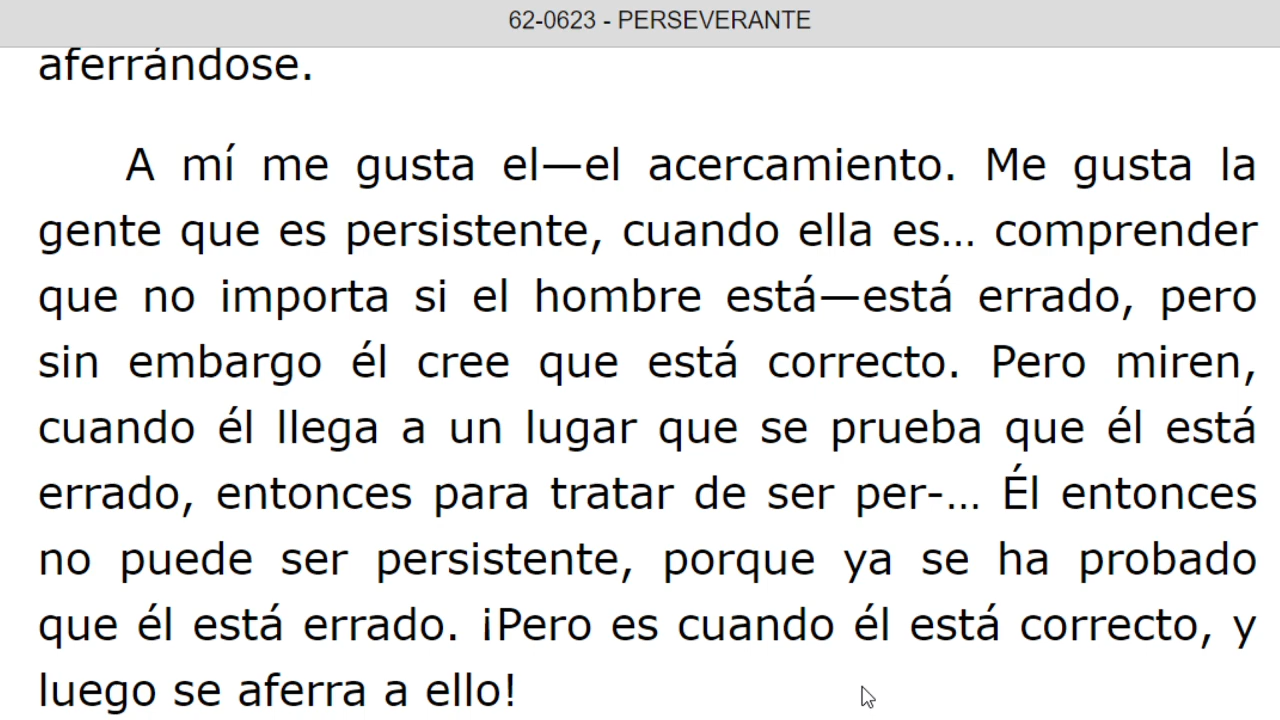 62-0623 - PERSEVERANTE
aferrándose.
A mí me gusta el—el acercamiento. Me gusta la
gente que es persistente, cuando ella es… comprender
que no importa si el hombre está—está errado, pero
sin embargo él cree que está correcto. Pero miren,
cuando él llega a un lugar que se prueba que él está
errado, entonces para tratar de ser per-… Él entonces
no puede ser persistente, porque ya se ha probado
que él está errado. ¡Pero es cuando él está correcto, y
luego se aferra a ello!